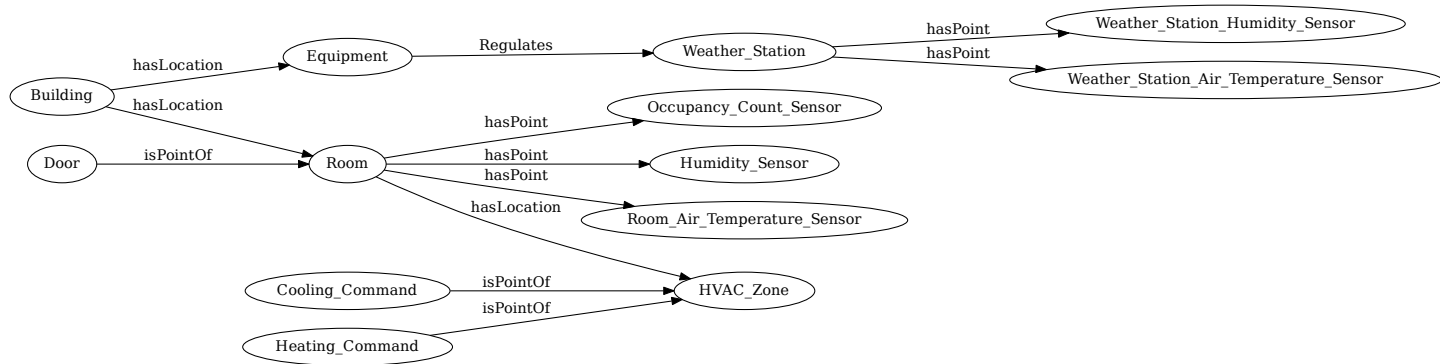 Weather_Station_Humidity_Sensor
hasPoint
Regulates
Equipment
Weather_Station
hasPoint
hasLocation
Weather_Station_Air_Temperature_Sensor
Building
hasLocation
Occupancy_Count_Sensor
hasPoint
Door
isPointOf
Room
hasPoint
Humidity_Sensor
hasPoint
hasLocation
Room_Air_Temperature_Sensor
Cooling_Command
isPointOf
HVAC_Zone
isPointOf
Heating_Command